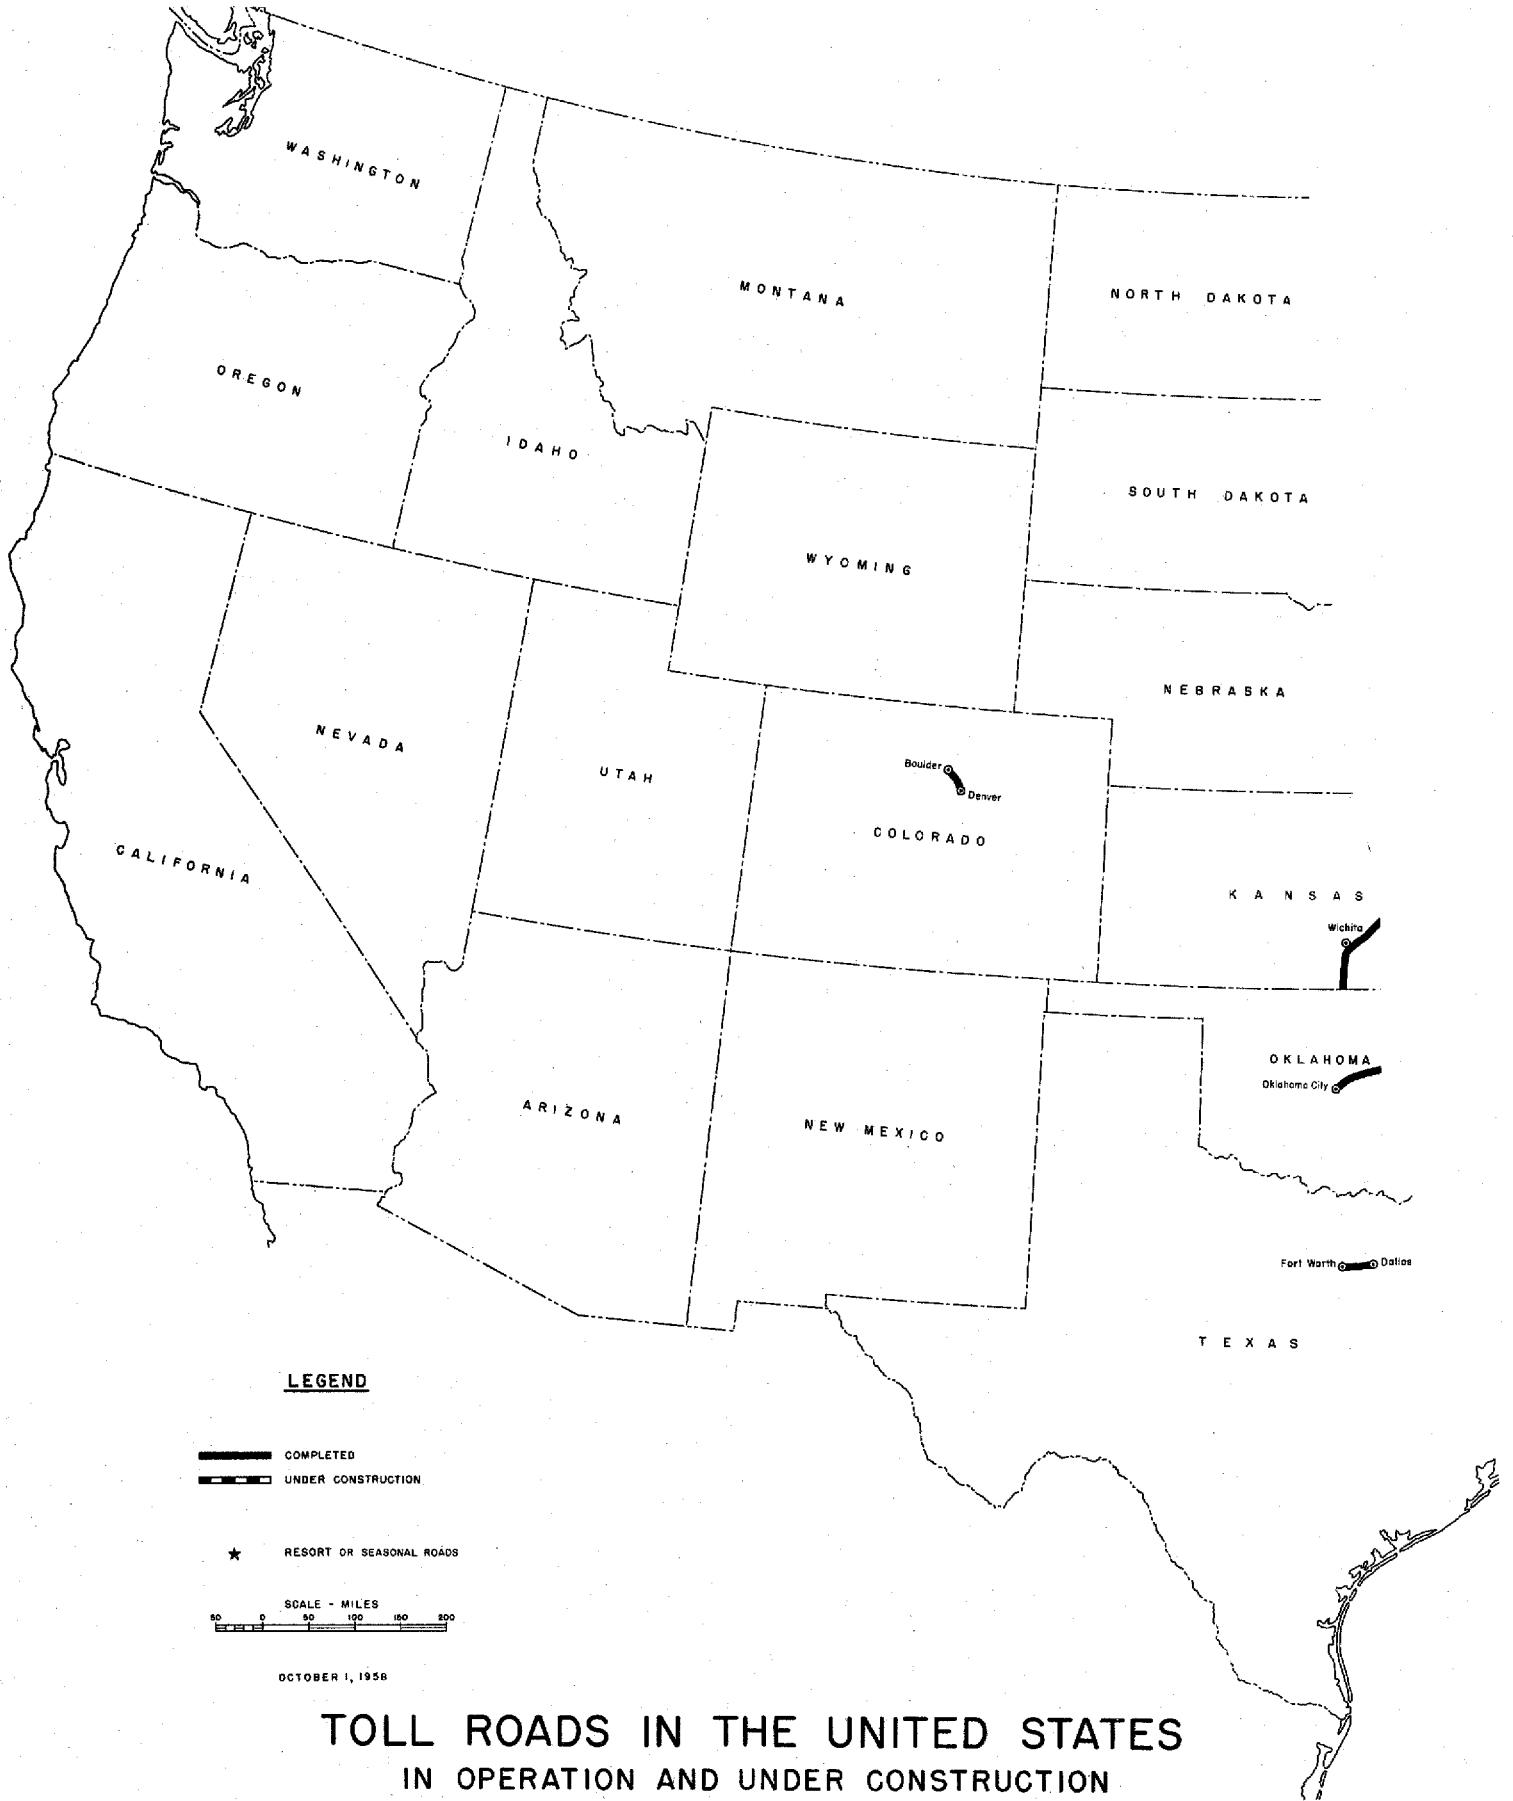 WASHINGTON
MONTANA
NORTH DAKOTA
OREGON
IDAHO
SOUTH DAKOTA
WYOMING
NEBRASKA
NEVADA
UTAH
Boulder
Denver
COLORADO
CALIFORNIA
KANSAS
Wichita
OKLAHOMA
Oklahoma City
ARIZONA
NEW MEXICO
Fort Worth
Dallas
TEXAS
LEGEND
COMPLETED
UNDER CONSTRUCTION
★ RESORT OR SEASONAL ROADS
SCALE - MILES
50 0 50 100 150 200
OCTOBER 1, 1958
TOLL ROADS IN THE UNITED STATES
IN OPERATION AND UNDER CONSTRUCTION